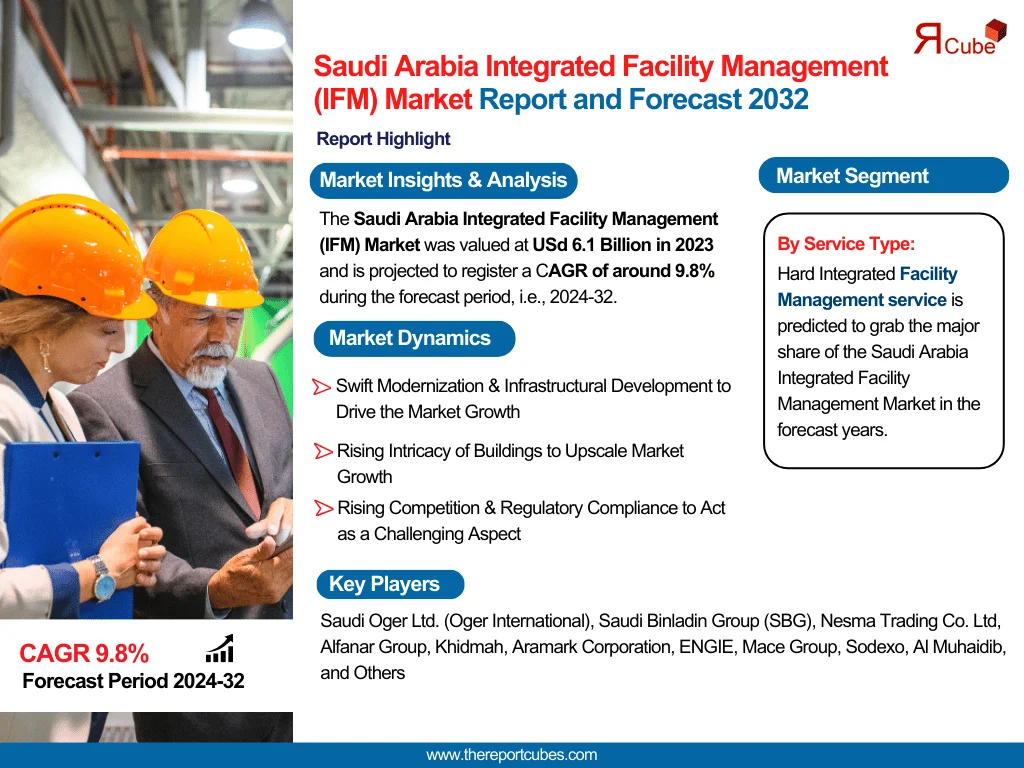 ЯCube
Saudi Arabia Integrated Facility Management
(IFM) Market Report and Forecast 2032
Report Highlight
Market Insights & Analysis
The Saudi Arabia Integrated Facility Management
(IFM) Market was valued at USd 6.1 Billion in 2023
and is projected to register a CAGR of around 9.8%
during the forecast period, i.e., 2024-32.
Market Dynamics
Swift Modernization & Infrastructural Development to
Drive the Market Growth
Rising Intricacy of Buildings to Upscale Market
Growth
Rising Competition & Regulatory Compliance to Act
as a Challenging Aspect
Market Segment
By Service Type:
Hard Integrated Facility
Management service is
predicted to grab the major
share of the Saudi Arabia
Integrated Facility
Management Market in the
forecast years.
Key Players
Saudi Oger Ltd. (Oger International), Saudi Binladin Group (SBG), Nesma Trading Co. Ltd,
Alfanar Group, Khidmah, Aramark Corporation, ENGIE, Mace Group, Sodexo, Al Muhaidib,
and Others
CAGR 9.8%
Forecast Period 2024-32
www.thereportcubes.com